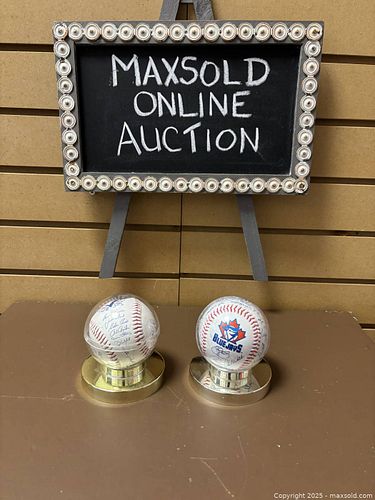 MAXSOLD
ONLINE
AUCTION
BLUE JAYS
Copyright © 2025 - maxsold.com